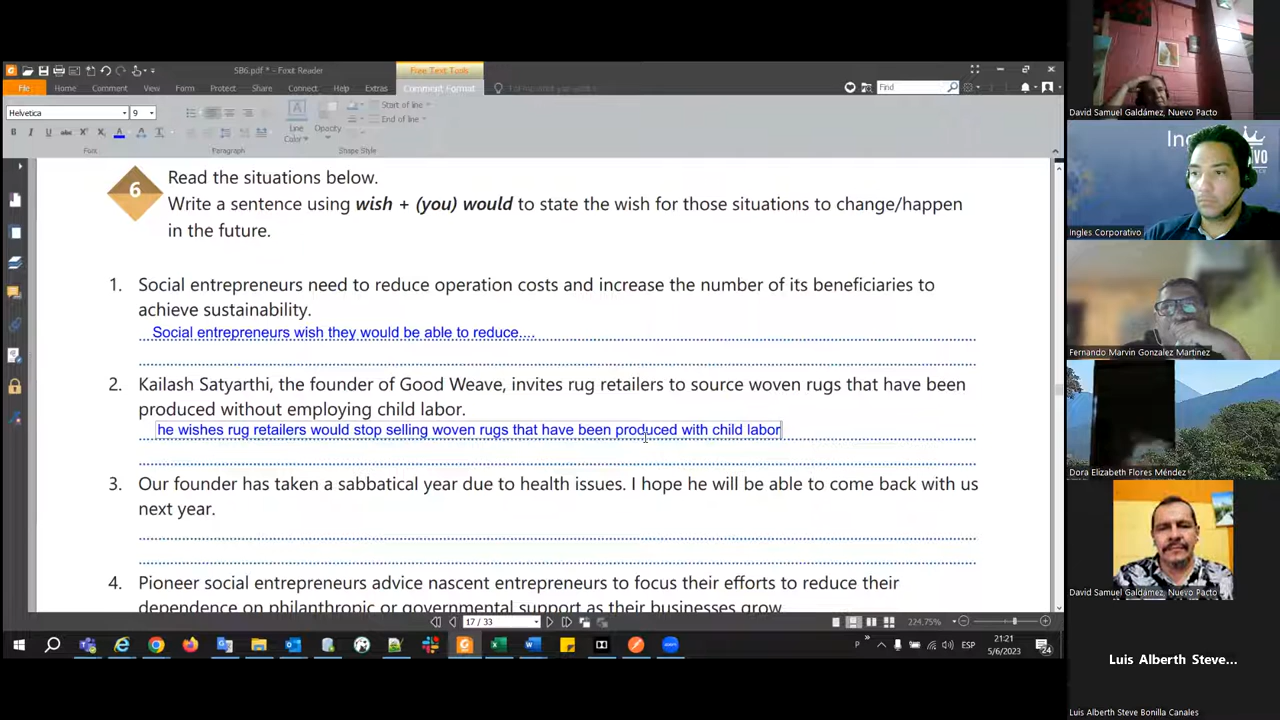 SB6.pdf * - Foxit Reader
Free Text Tools
File Home Comment View Form Protect Share Connect Help Extras Comment Format
Find
Helvetica 9
Start of line
End of line
Line Color
Opacity
Font Paragraph Shape Style
6
Read the situations below.
Write a sentence using wish + (you) would to state the wish for those situations to change/happen
in the future.
1. Social entrepreneurs need to reduce operation costs and increase the number of its beneficiaries to
achieve sustainability.
Social entrepreneurs wish they would be able to reduce....
2. Kailash Satyarthi, the founder of Good Weave, invites rug retailers to source woven rugs that have been
produced without employing child labor.
he wishes rug retailers would stop selling woven rugs that have been produced with child labor
3. Our founder has taken a sabbatical year due to health issues. I hope he will be able to come back with us
next year.
4. Pioneer social entrepreneurs advice nascent entrepreneurs to focus their efforts to reduce their
dependence on philanthropic or governmental support as their businesses grow
17 / 33
224.75%
ESP
21:21
5/6/2023
24
David Samuel Galdámez, Nuevo Pacto
Ingles Corporativo
Fernando Marvin Gonzalez Martinez
Dora Elizabeth Flores Méndez
David Samuel Galdámez, Nuevo Pacto
Luis Alberth Steve...
Luis Alberth Steve Bonilla Canales